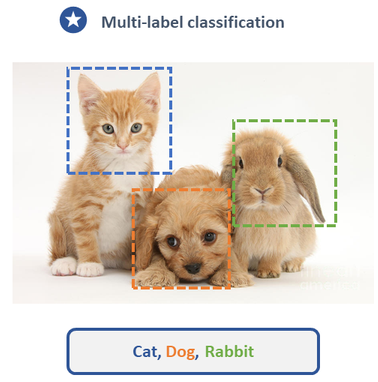 Multi-label classification
Cat, Dog, Rabbit